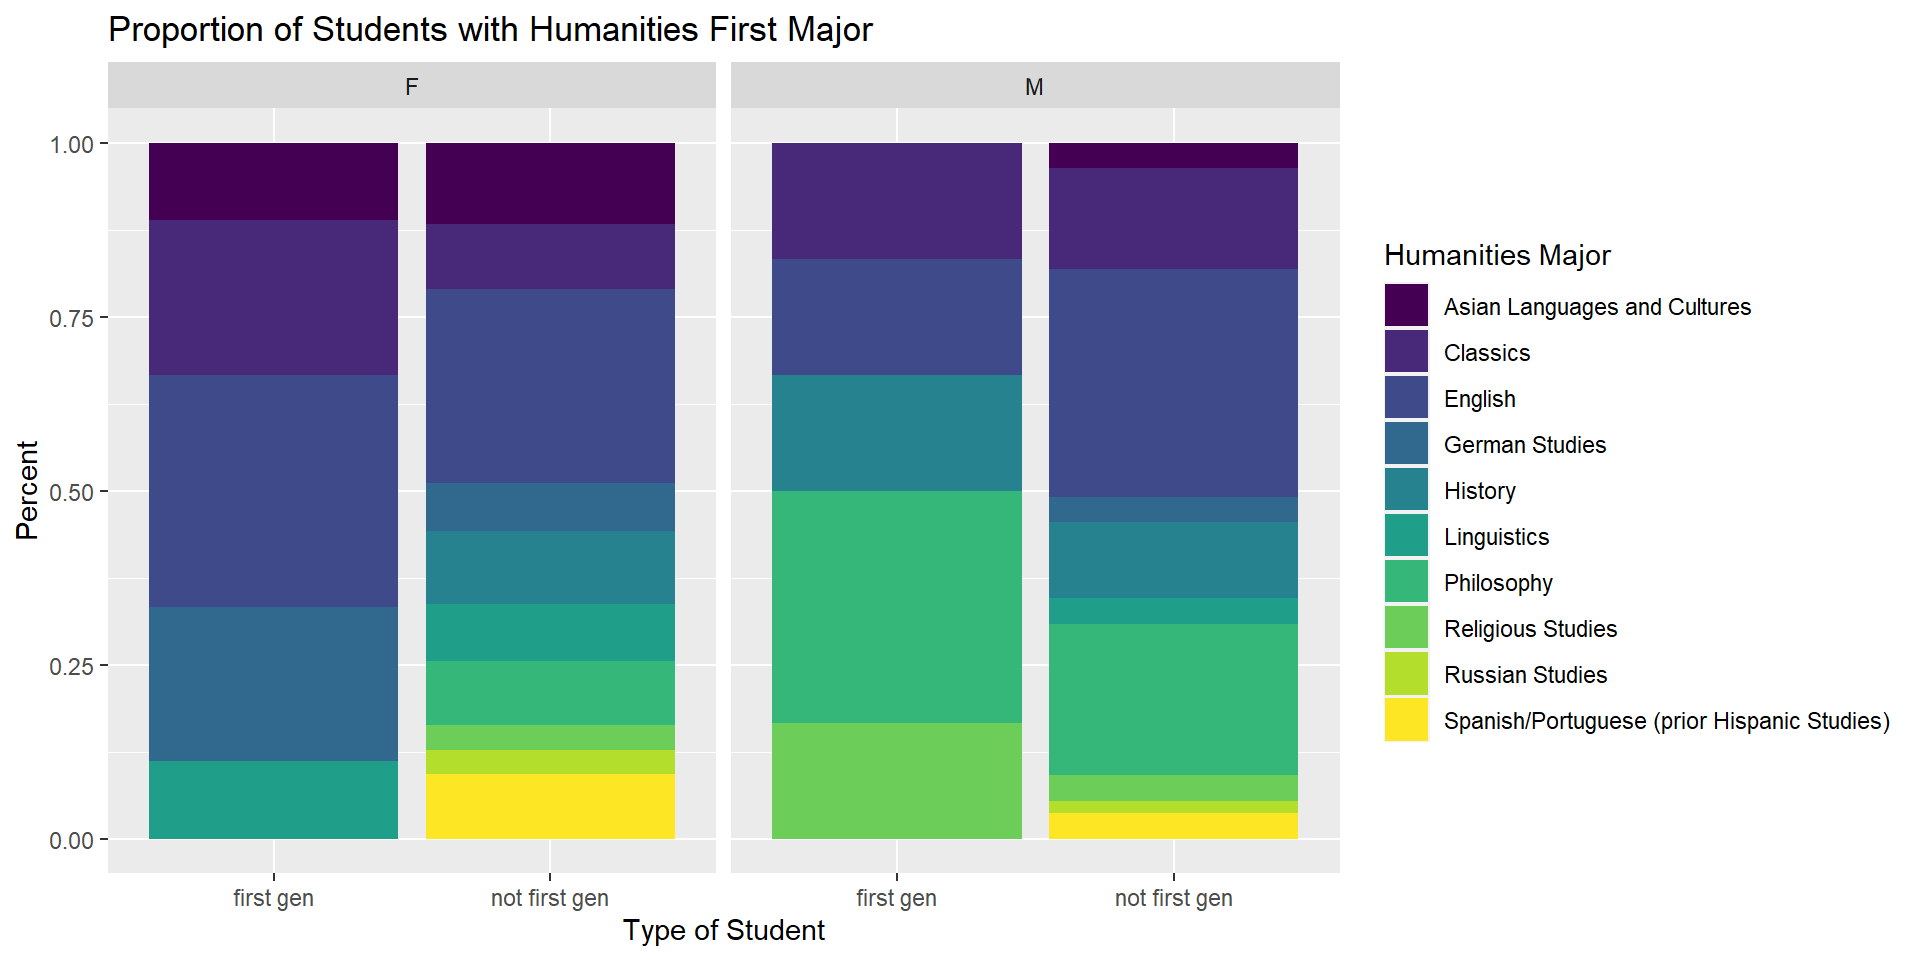 Proportion of Students with Humanities First Major
F
M
1.00
0.75
0.50
0.25
0.00
Percent
first gen
not first gen
first gen
not first gen
Type of Student
Humanities Major
Asian Languages and Cultures
Classics
English
German Studies
History
Linguistics
Philosophy
Religious Studies
Russian Studies
Spanish/Portuguese (prior Hispanic Studies)